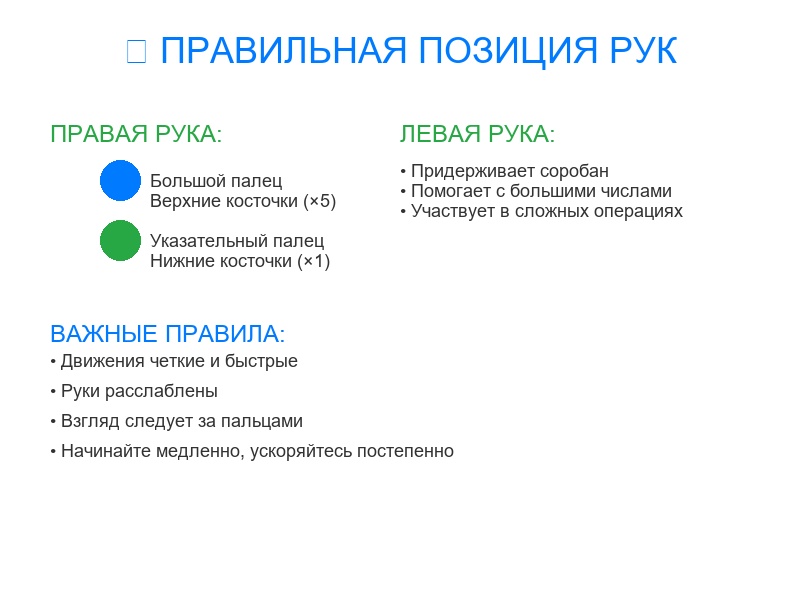 ПРАВИЛЬНАЯ ПОЗИЦИЯ РУК
ПРАВАЯ РУКА:
Большой палец
Верхние косточки (×5)
Указательный палец
Нижние косточки (×1)
ЛЕВАЯ РУКА:
• Придерживает соробан
• Помогает с большими числами
• Участвует в сложных операциях
ВАЖНЫЕ ПРАВИЛА:
• Движения четкие и быстрые
• Руки расслаблены
• Взгляд следует за пальцами
• Начинайте медленно, ускоряйтесь постепенно